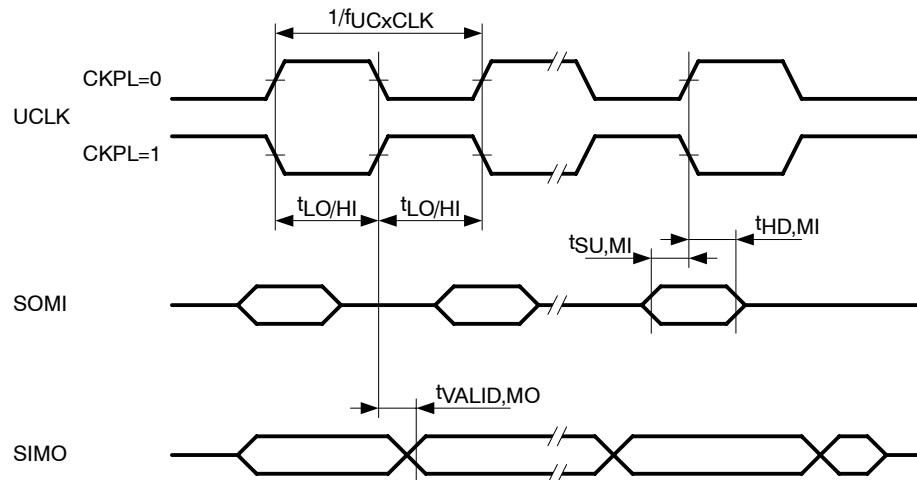 1/fUCxCLK
CKPL=0
UCLK
CKPL=1
tLO/HI tLO/HI
tSU,MI tHD,MI
SOMI
tVALID,MO
SIMO